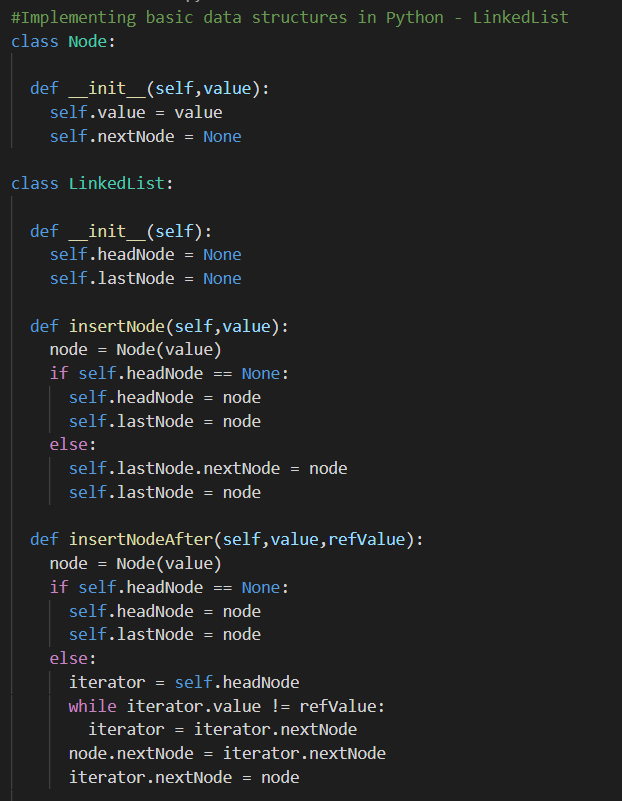 #Implementing basic data structures in Python - LinkedList
class Node:
  def __init__(self,value):
    self.value = value
    self.nextNode = None
class LinkedList:
  def __init__(self):
    self.headNode = None
    self.lastNode = None
  def insertNode(self,value):
    node = Node(value)
    if self.headNode == None:
      self.headNode = node
      self.lastNode = node
    else:
      self.lastNode.nextNode = node
      self.lastNode = node
  def insertNodeAfter(self,value,refValue):
    node = Node(value)
    if self.headNode == None:
      self.headNode = node
      self.lastNode = node
    else:
      iterator = self.headNode
      while iterator.value != refValue:
        iterator = iterator.nextNode
      node.nextNode = iterator.nextNode
      iterator.nextNode = node